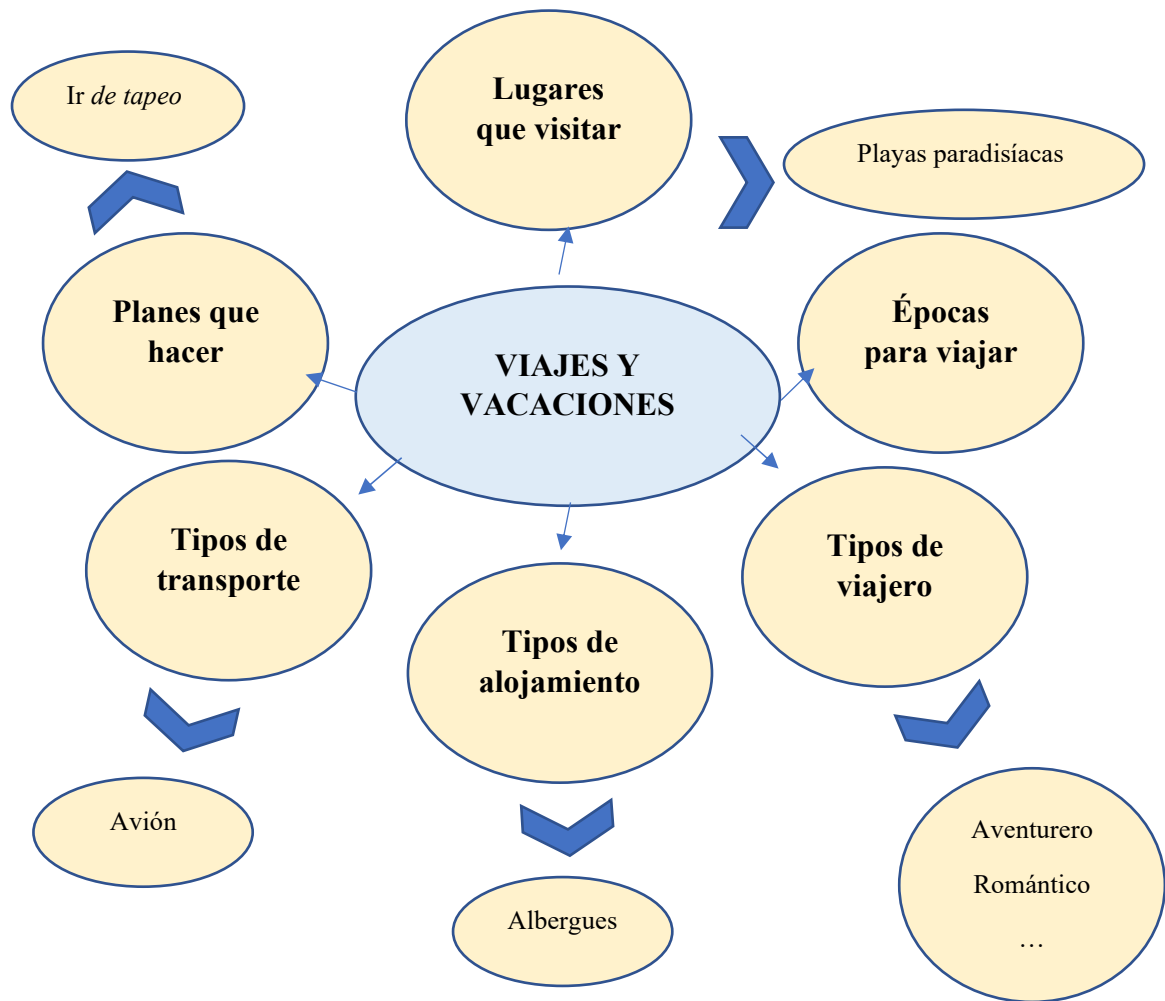 Lugares
que visitar
Ir de tapeo
Playas paradisíacas
Planes que
hacer
Épocas
para viajar
VIAJES Y
VACACIONES
Tipos de
transporte
Tipos de
viajero
Tipos de
alojamiento
Avión
Albergues
Aventurero
Romántico
…